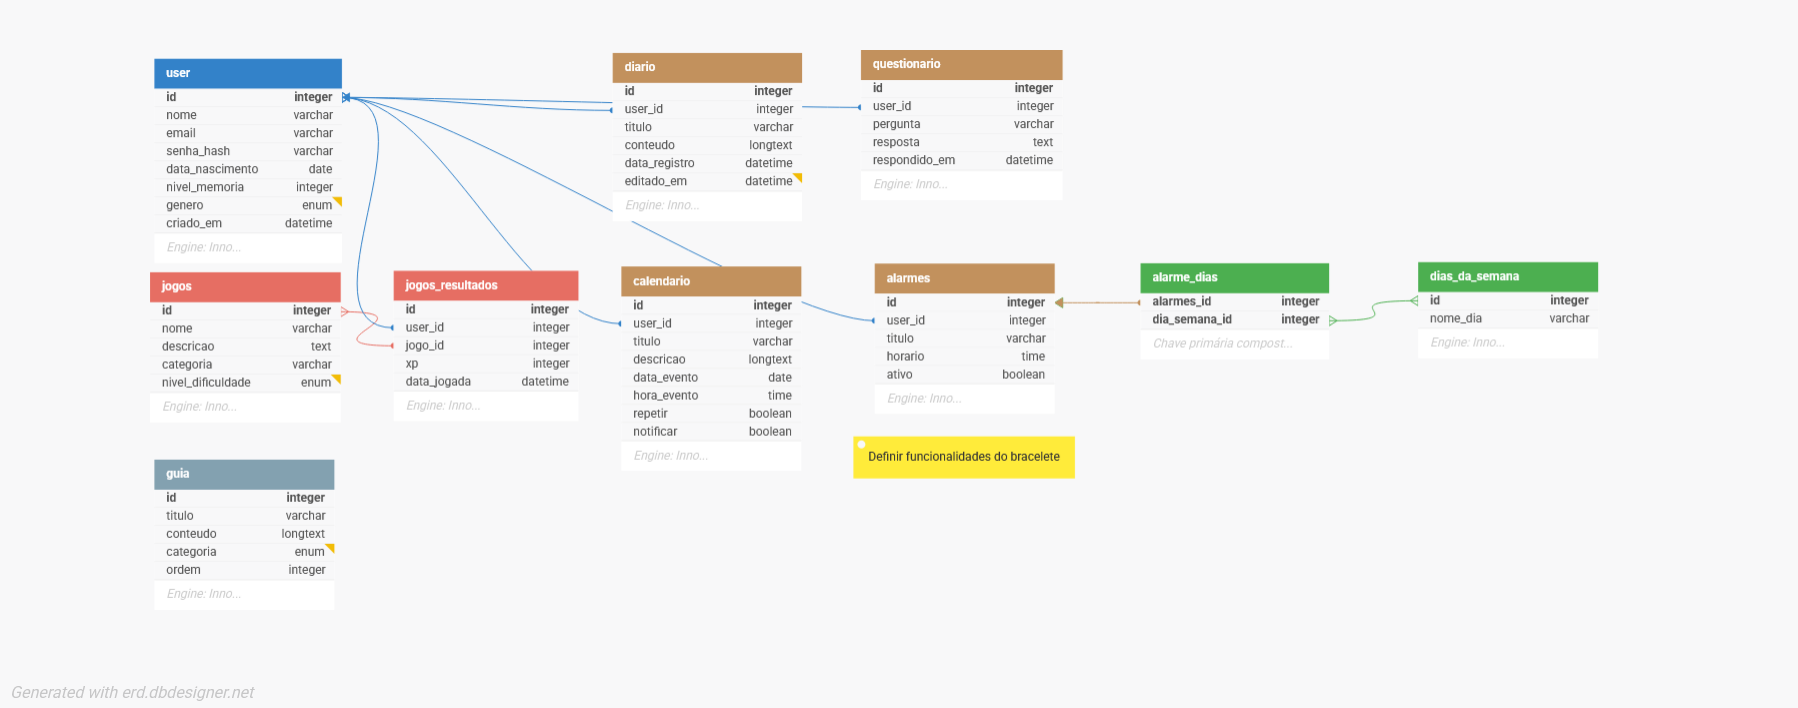 user
id integer
nome varchar
email varchar
senha_hash varchar
data_nascimento date
nivel_memoria integer
genero enum
criado_em datetime
Engine: Inno...
diario
id integer
user_id integer
titulo varchar
conteudo longtext
data_registro datetime
editado_em datetime
Engine: Inno...
questionario
id integer
user_id integer
pergunta varchar
resposta text
respondido_em datetime
Engine: Inno...
jogos
id integer
nome varchar
descricao text
categoria varchar
nivel_dificuldade enum
Engine: Inno...
jogos_resultados
id integer
user_id integer
jogo_id integer
xp integer
data_jogada datetime
Engine: Inno...
calendario
id integer
user_id integer
titulo varchar
descricao longtext
data_evento date
hora_evento time
repetir boolean
notificar boolean
Engine: Inno...
alarmes
id integer
user_id integer
titulo varchar
horario time
ativo boolean
Engine: Inno...
alarme_dias
alarmes_id integer
dia_semana_id integer
Chave primária compost...
dias_da_semana
id integer
nome_dia varchar
Engine: Inno...
Definir funcionalidades do bracelete
guia
id integer
titulo varchar
conteudo longtext
categoria enum
ordem integer
Engine: Inno...
Generated with erd.dbdesigner.net